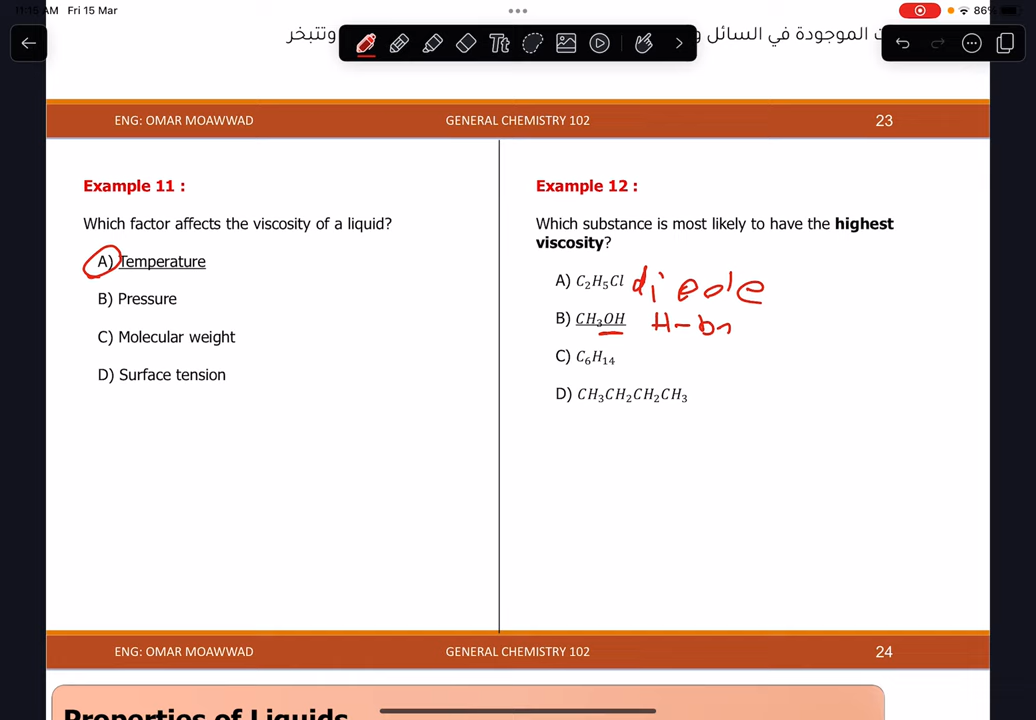 11:15 AM Fri 15 Mar
86%
ت الموجودة في السائل و
وتتبخر
Tt
ENG: OMAR MOAWWAD GENERAL CHEMISTRY 102 23
Example 11 :
Which factor affects the viscosity of a liquid?
A) Temperature
B) Pressure
C) Molecular weight
D) Surface tension
Example 12 :
Which substance is most likely to have the highest
viscosity?
A) C₂H₅Cl
B) CH₃OH H-bn
C) C₆H₁₄
D) CH₃CH₂CH₂CH₃
ENG: OMAR MOAWWAD GENERAL CHEMISTRY 102 24
Properties of Liquids